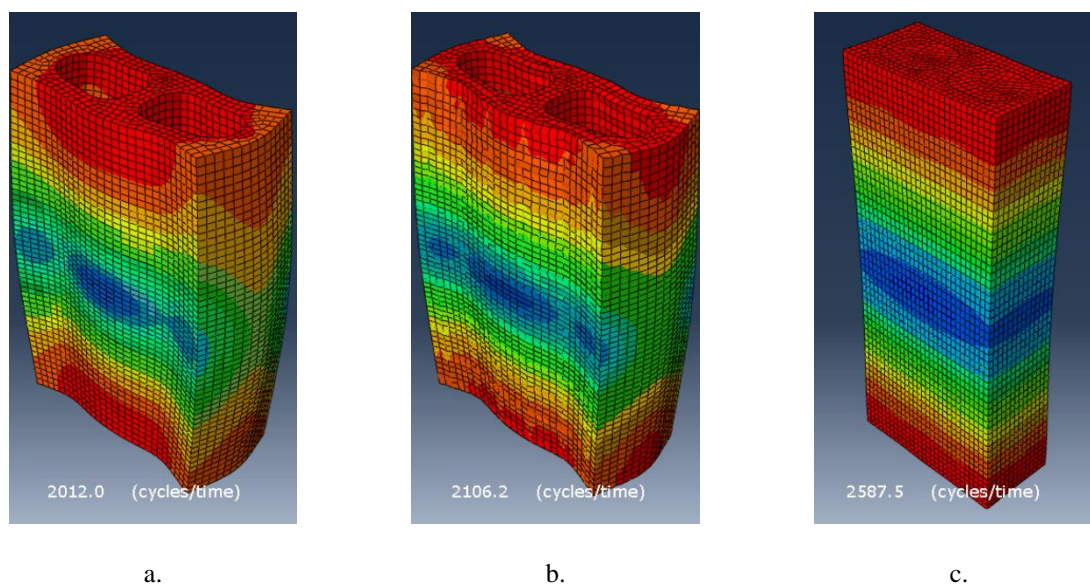 2012.0 (cycles/time)
2106.2 (cycles/time)
2587.5 (cycles/time)
a.
b.
c.